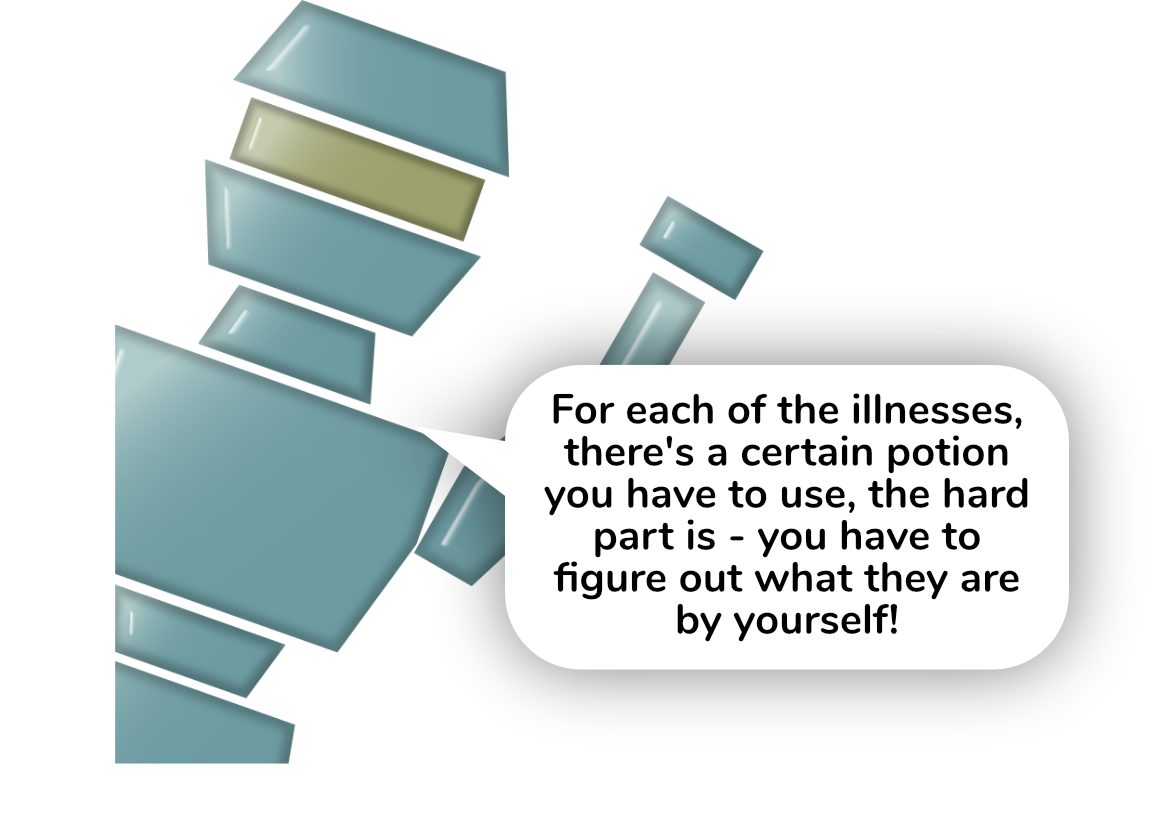 For each of the illnesses,
there's a certain potion
you have to use, the hard
part is - you have to
figure out what they are
by yourself!